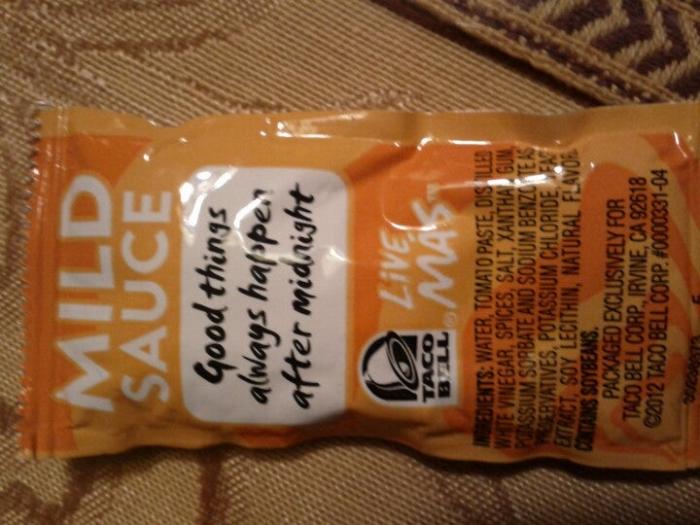 MILD
SAUCE
Good things
always happen
after midnight
LIVE
MÁS™
TACO
BELL®
INGREDIENTS: WATER, TOMATO PASTE, DISTILLED
WHITE VINEGAR, SPICES, SALT, XANTHAN GUM,
POTASSIUM SORBATE AND SODIUM BENZOATE AS
PRESERVATIVES, POTASSIUM CHLORIDE, YEAST
EXTRACT, SOY LECITHIN, NATURAL FLAVOR.
CONTAINS SOYBEANS.
PACKAGED EXCLUSIVELY FOR
TACO BELL CORP., IRVINE, CA 92618
©2012 TACO BELL CORP. #0000331-04